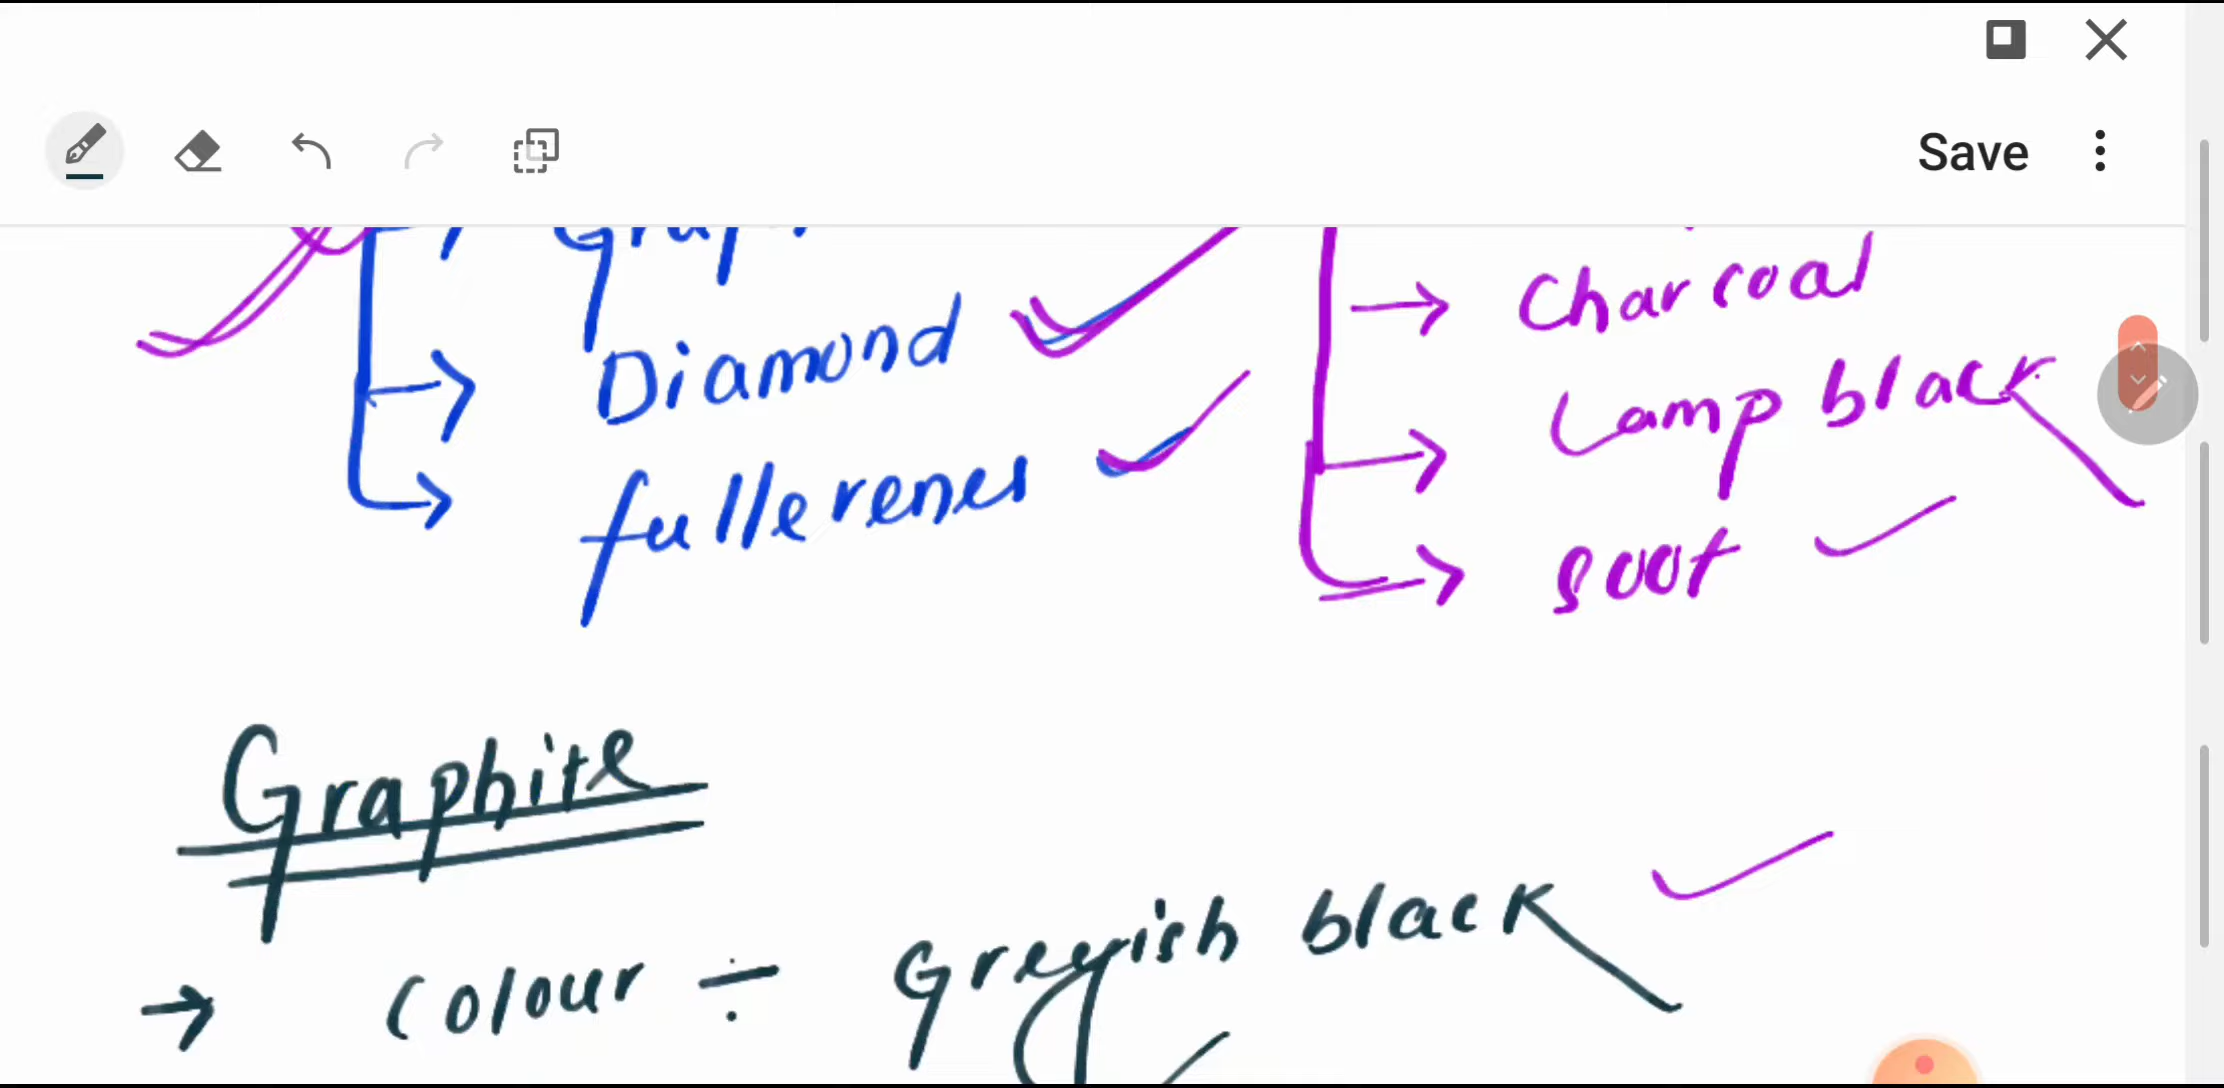 Save
Diamond
fullerenes
Charcoal
Lamp black
soot
Graphite
→ Colour ÷ Greyish black